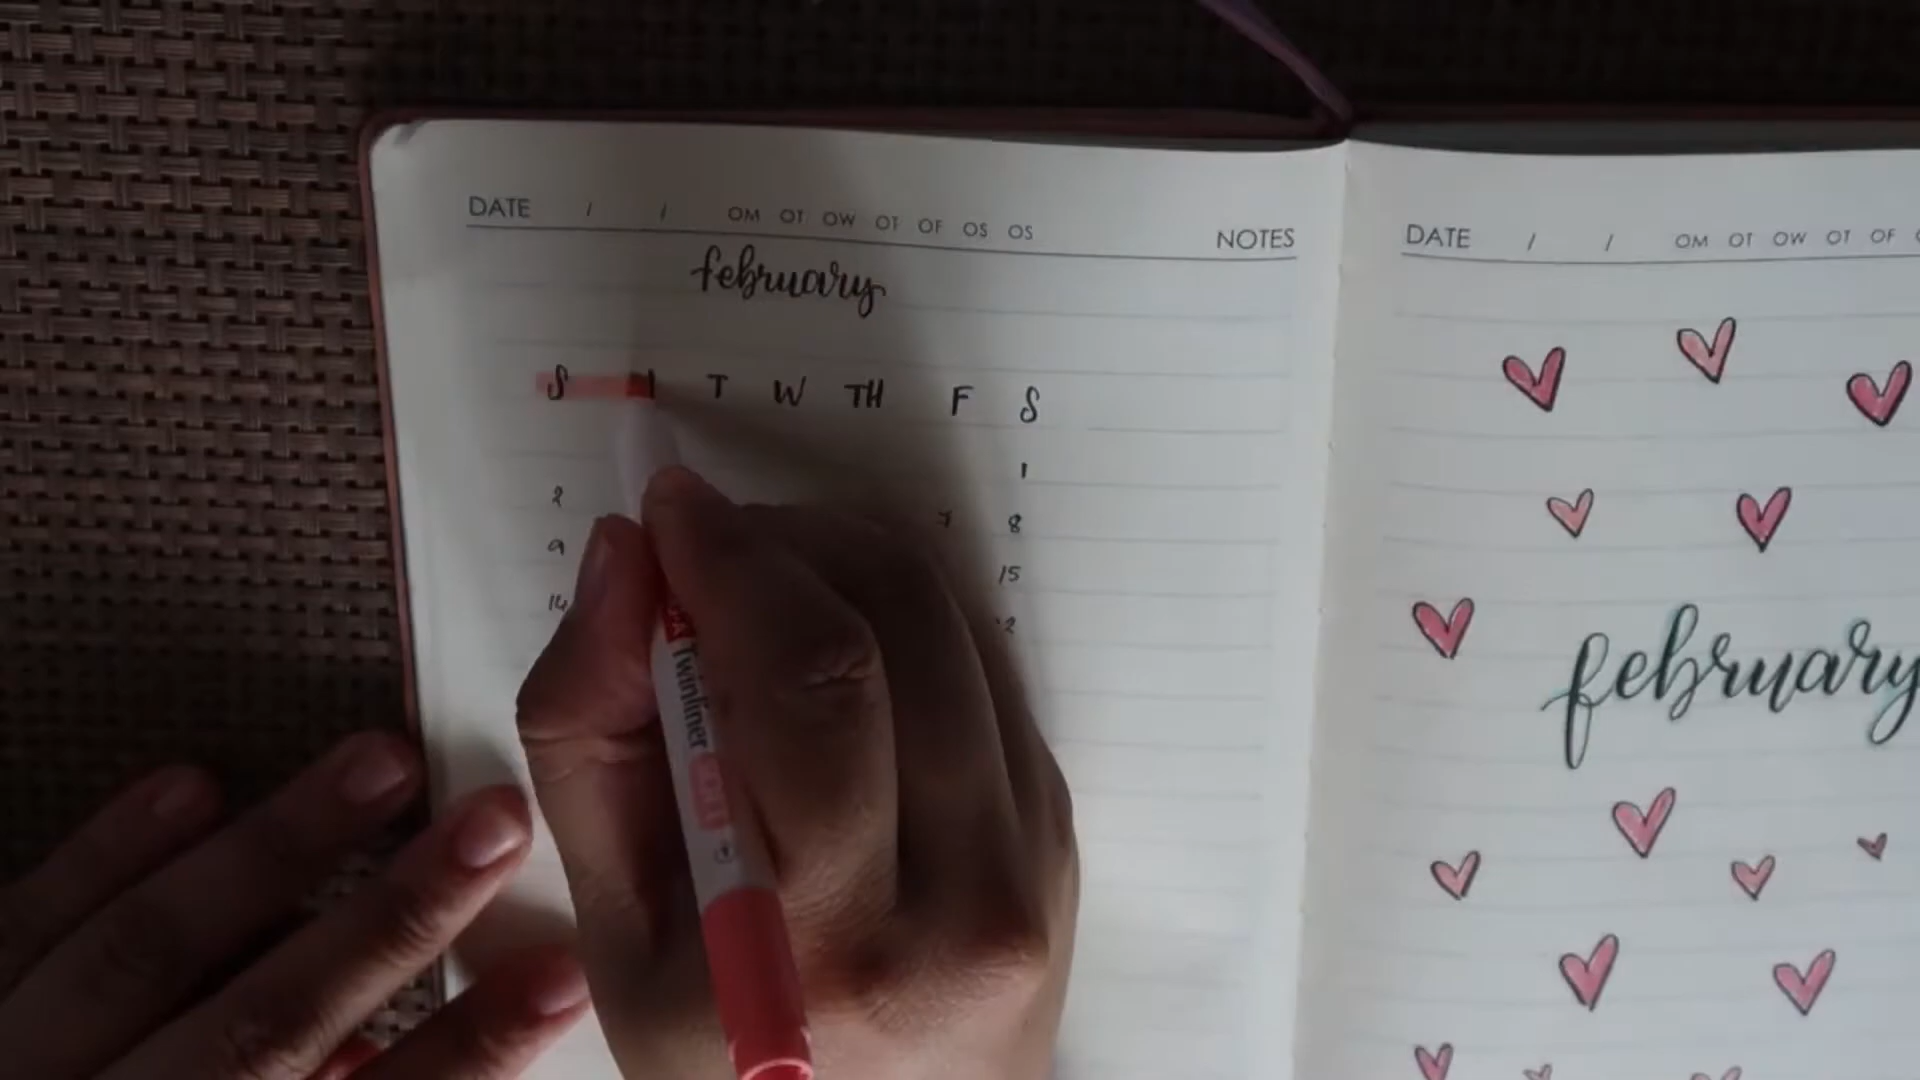 DATE / / OM OT OW OT OF OS OS NOTES
february
S T W TH F S
1
2 7 8
9 15
14
Twinliner
DATE / / OM OT OW OT OF
february